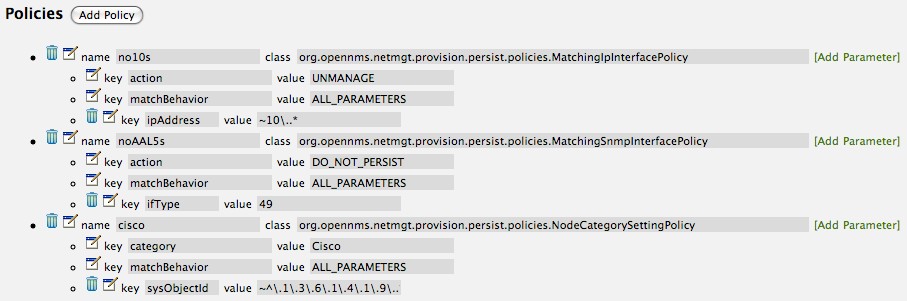 Policies Add Policy
name no10s class org.opennms.netmgt.provision.persist.policies.MatchingIpInterfacePolicy [Add Parameter]
key action value UNMANAGE
key matchBehavior value ALL_PARAMETERS
key ipAddress value ~10\..*
name noAAL5s class org.opennms.netmgt.provision.persist.policies.MatchingSnmpInterfacePolicy [Add Parameter]
key action value DO_NOT_PERSIST
key matchBehavior value ALL_PARAMETERS
key ifType value 49
name cisco class org.opennms.netmgt.provision.persist.policies.NodeCategorySettingPolicy [Add Parameter]
key category value Cisco
key matchBehavior value ALL_PARAMETERS
key sysObjectId value ~^\.1\.3\.6\.1\.4\.1\.9\..